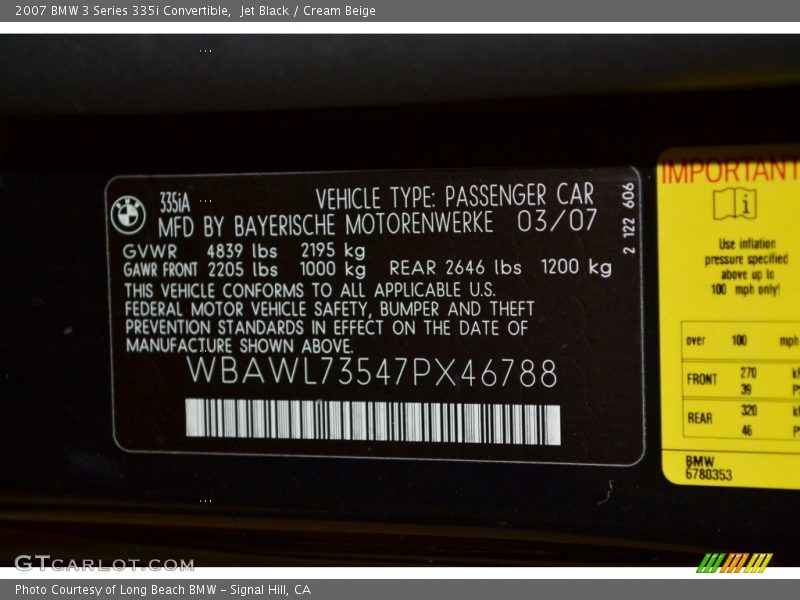 2007 BMW 3 Series 335i Convertible, Jet Black / Cream Beige
335iA VEHICLE TYPE: PASSENGER CAR
MFD BY BAYERISCHE MOTORENWERKE 03/07
GVWR 4839 lbs 2195 kg
GAWR FRONT 2205 lbs 1000 kg REAR 2646 lbs 1200 kg
THIS VEHICLE CONFORMS TO ALL APPLICABLE U.S.
FEDERAL MOTOR VEHICLE SAFETY, BUMPER AND THEFT
PREVENTION STANDARDS IN EFFECT ON THE DATE OF
MANUFACTURE SHOWN ABOVE.
WBAWL73547PX46788
2 122 606
IMPORTANT
i
Use inflation
pressure specified
above up to
100 mph only!
over 100 mph
FRONT 270
39
REAR 320
46
BMW
6780353
GTCARLOT.COM
Photo Courtesy of Long Beach BMW – Signal Hill, CA